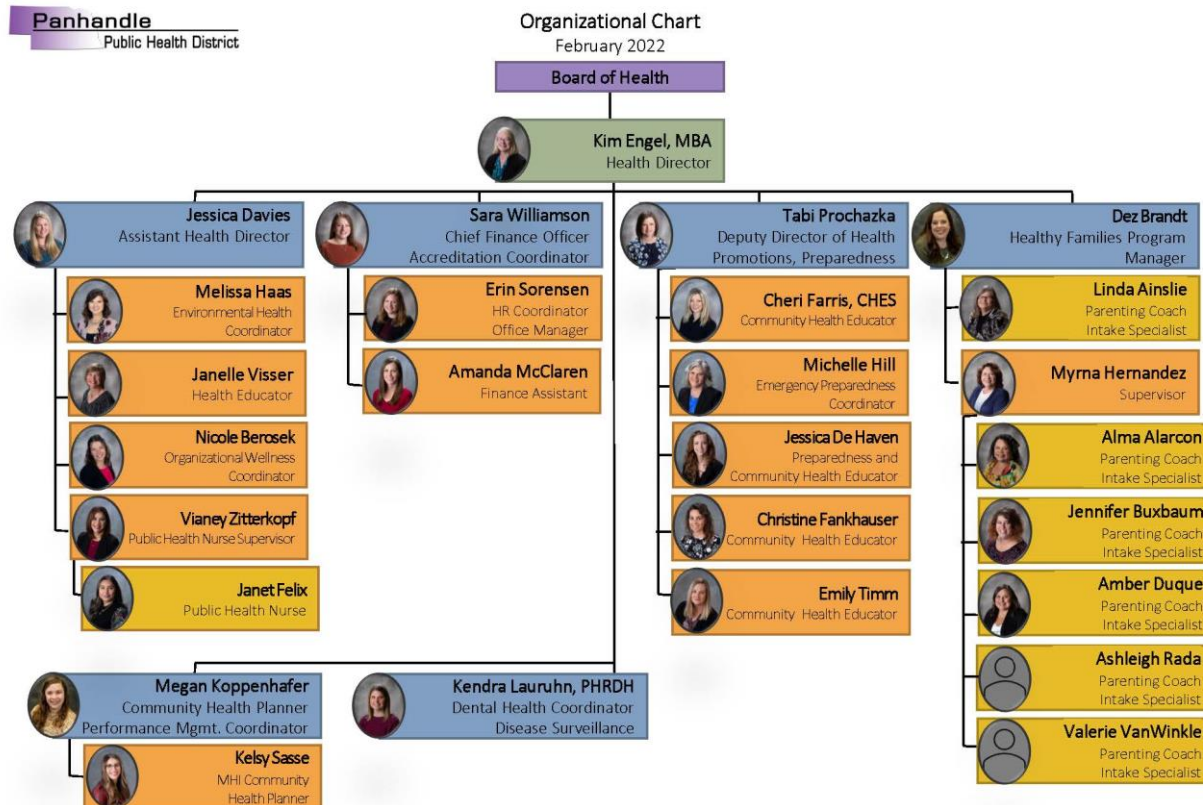 Panhandle
Public Health District
Organizational Chart
February 2022
Board of Health
Kim Engel, MBA
Health Director
Jessica Davies
Assistant Health Director
Melissa Haas
Environmental Health
Coordinator
Janelle Visser
Health Educator
Nicole Berosek
Organizational Wellness
Coordinator
Vianey Zitterkopf
Public Health Nurse Supervisor
Janet Felix
Public Health Nurse
Sara Williamson
Chief Finance Officer
Accreditation Coordinator
Erin Sorensen
HR Coordinator
Office Manager
Amanda McClaren
Finance Assistant
Tabi Prochazka
Deputy Director of Health
Promotions, Preparedness
Cheri Farris, CHES
Community Health Educator
Michelle Hill
Emergency Preparedness
Coordinator
Jessica De Haven
Preparedness and
Community Health Educator
Christine Fankhauser
Community Health Educator
Emily Timm
Community Health Educator
Dez Brandt
Healthy Families Program
Manager
Linda Ainslie
Parenting Coach
Intake Specialist
Myrna Hernandez
Supervisor
Alma Alarcon
Parenting Coach
Intake Specialist
Jennifer Buxbaum
Parenting Coach
Intake Specialist
Amber Duque
Parenting Coach
Intake Specialist
Ashleigh Rada
Parenting Coach
Intake Specialist
Valerie VanWinkle
Parenting Coach
Intake Specialist
Megan Koppenhafer
Community Health Planner
Performance Mgmt. Coordinator
Kelsy Sasse
MHI Community
Health Planner
Kendra Lauruhn, PHRDH
Dental Health Coordinator
Disease Surveillance